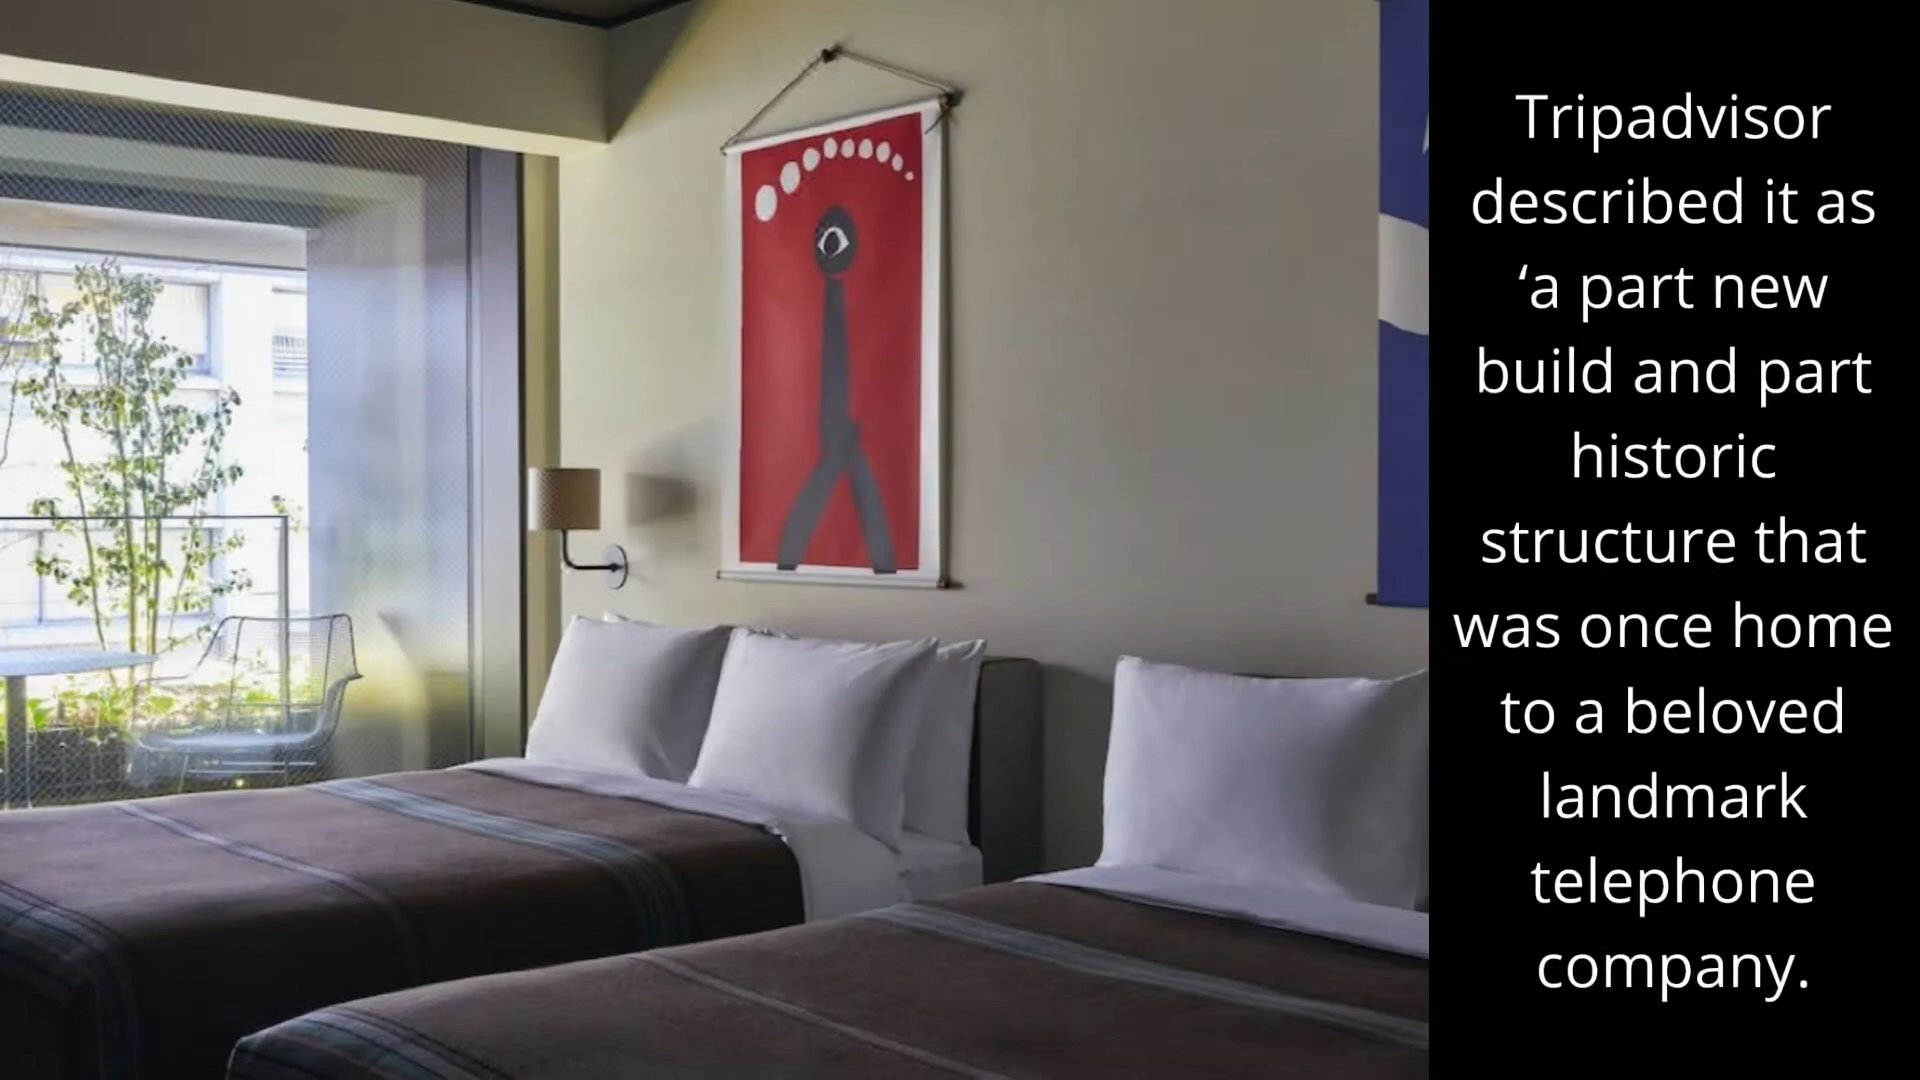 Tripadvisor
described it as
‘a part new
build and part
historic
structure that
was once home
to a beloved
landmark
telephone
company.